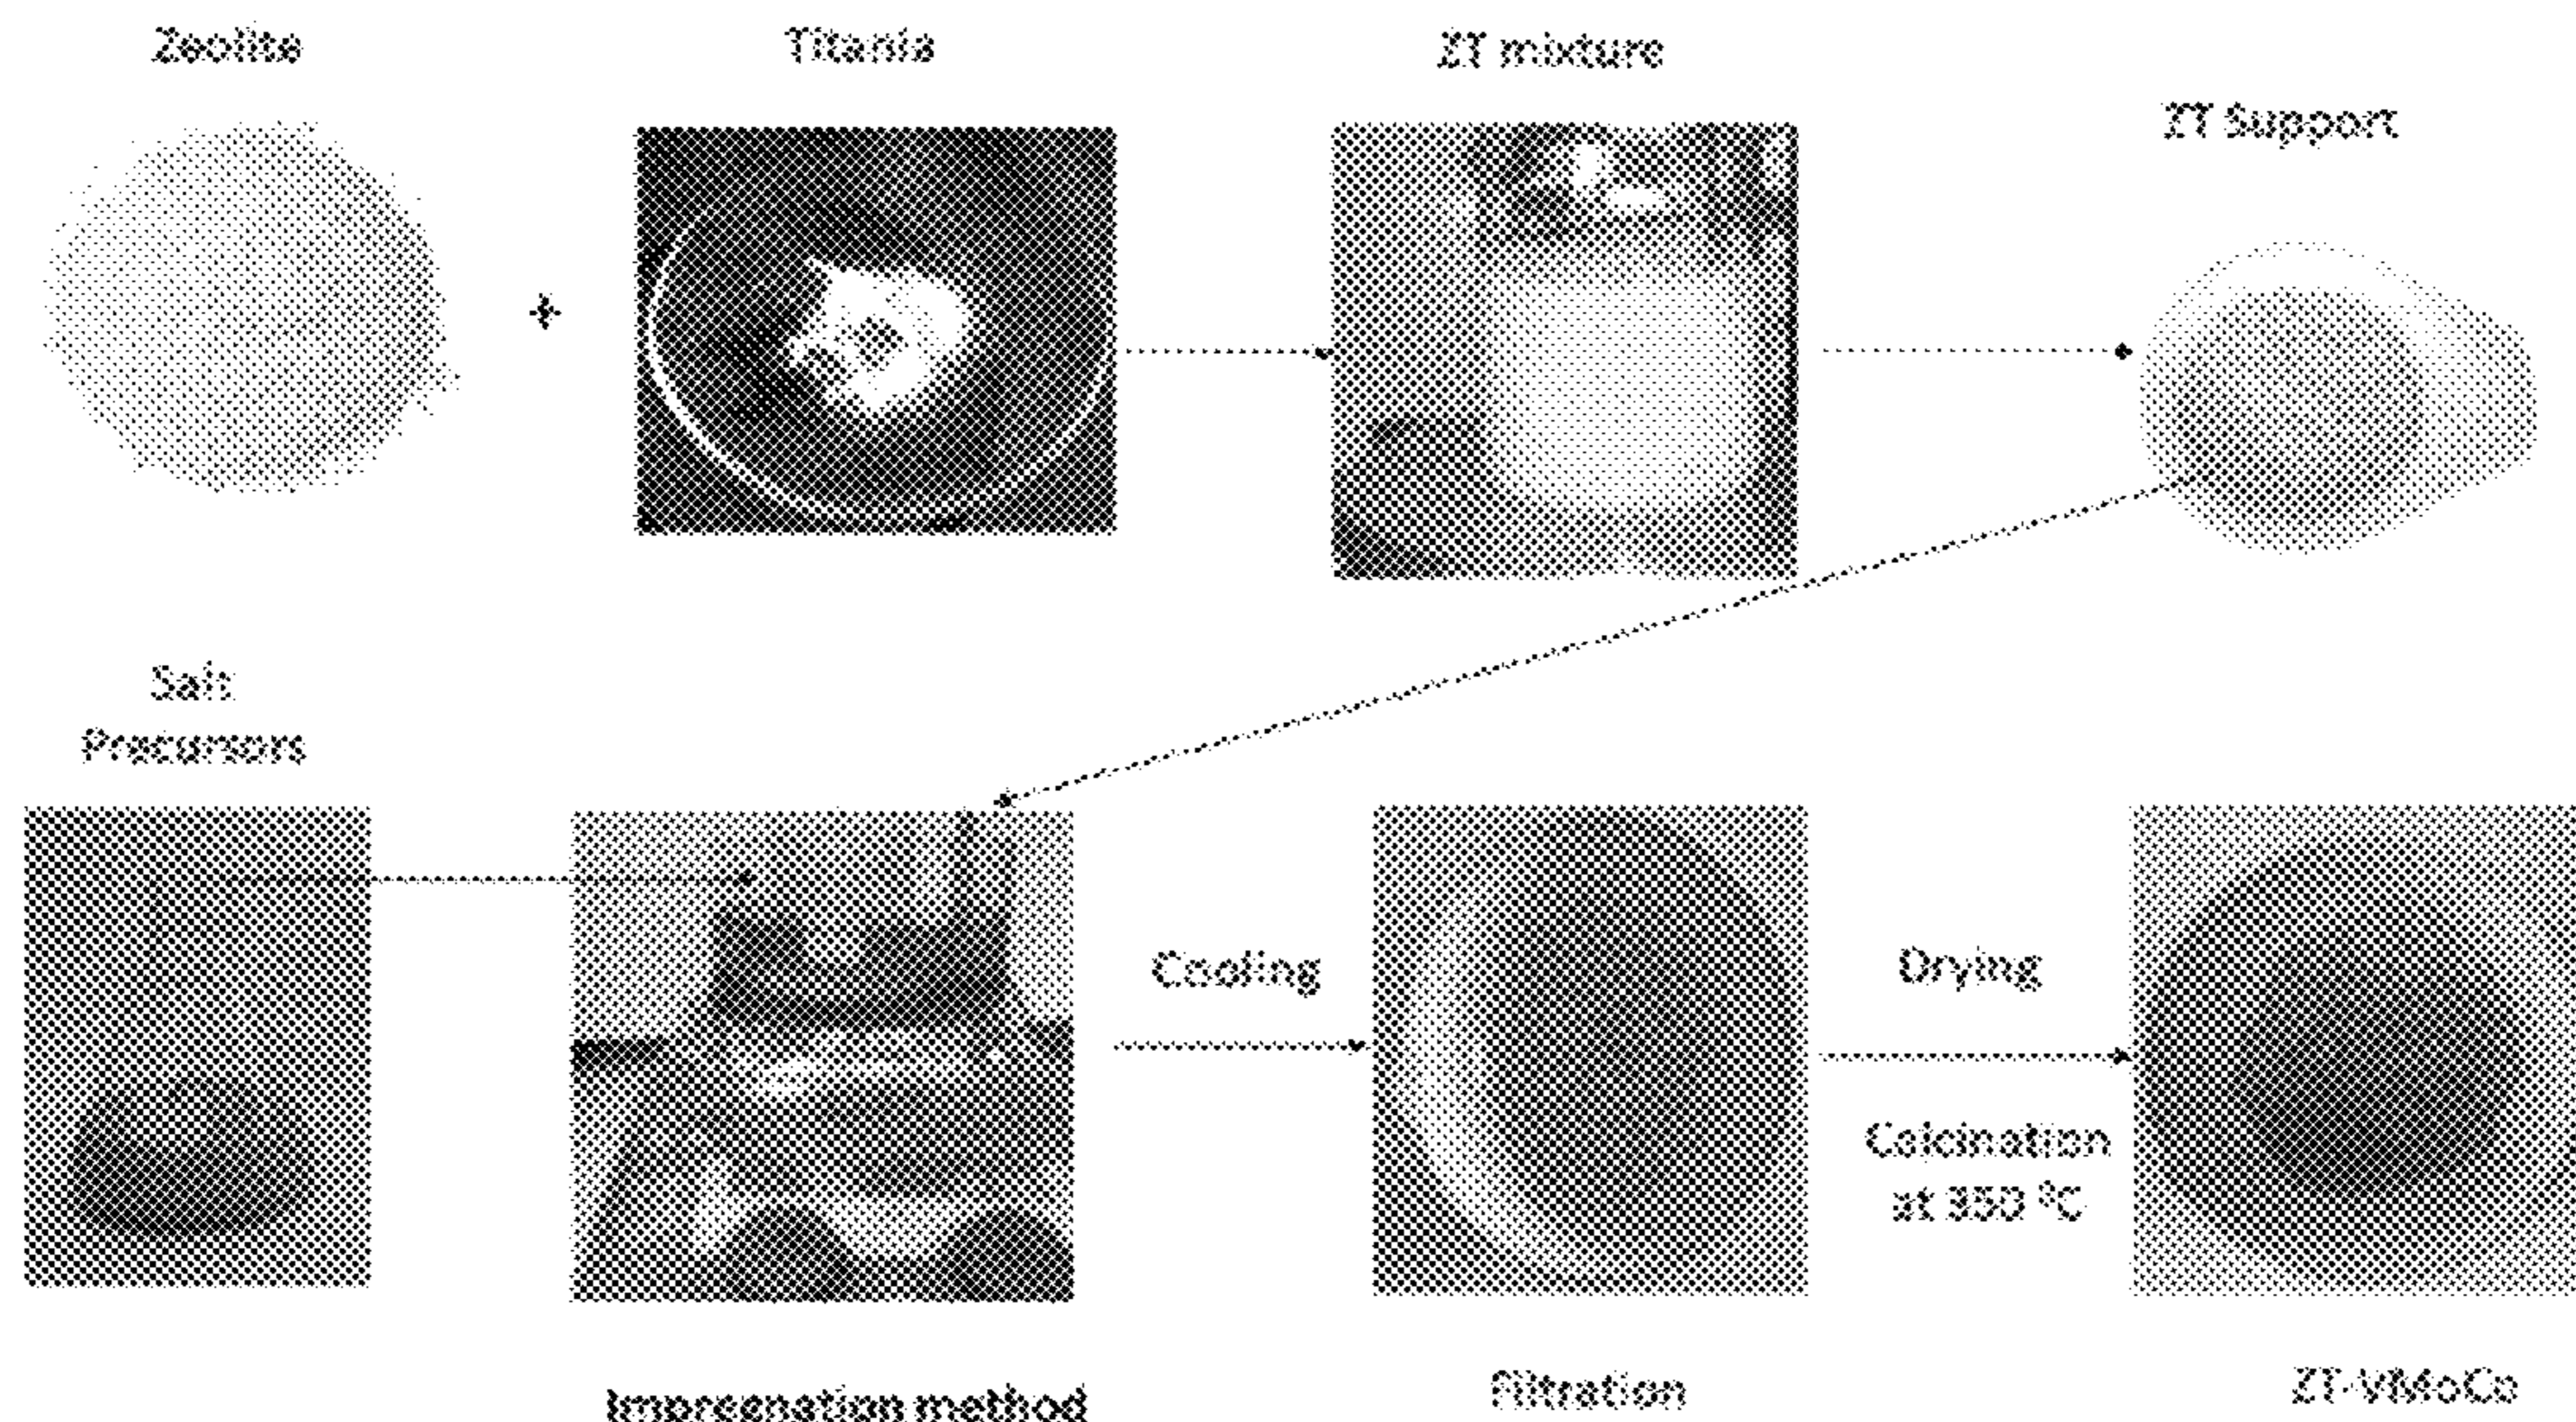 Zeolite
Titania
ZT mixture
ZT Support
+
Salt
Precursors
Cooling
Drying
Calcination
at 350 °C
Impregnation method
Filtration
ZT-VMoCo